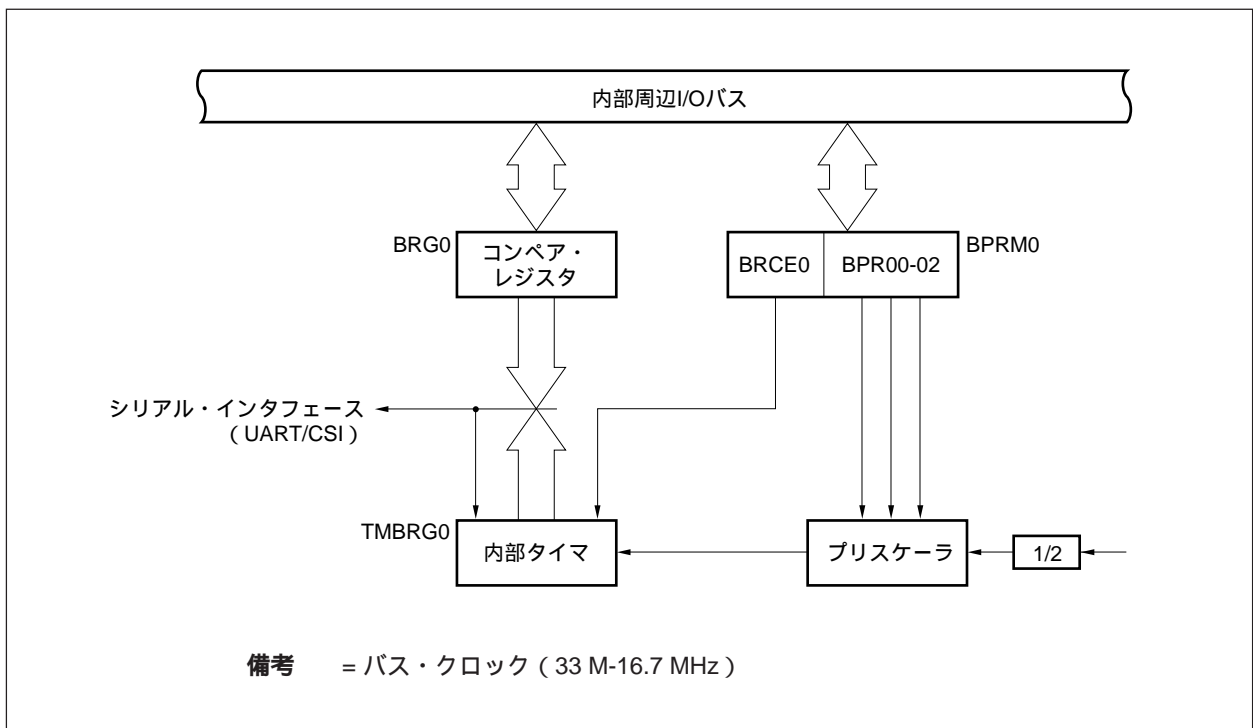 内部周辺I/Oバス
BRG0
コンペア・
レジスタ
BRCE0
BPR00-02
BPRM0
シリアル・インタフェース
（UART/CSI）
TMBRG0
内部タイマ
プリスケーラ
1/2
備考 = バス・クロック（33 M-16.7 MHz）